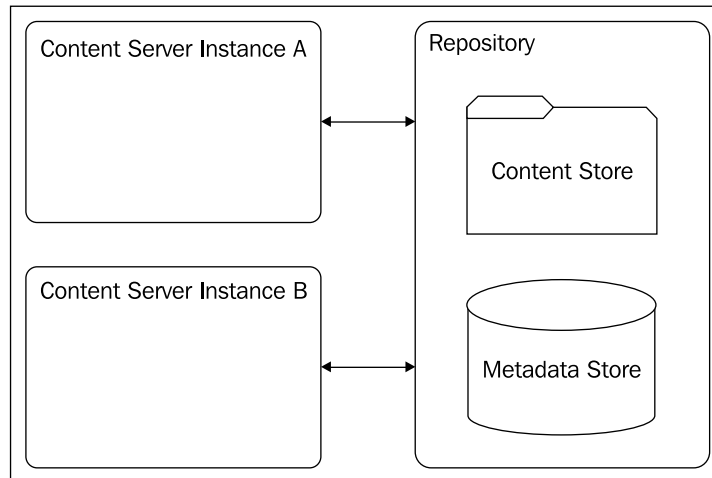 Content Server Instance A
Repository
Content Store
Content Server Instance B
Metadata Store